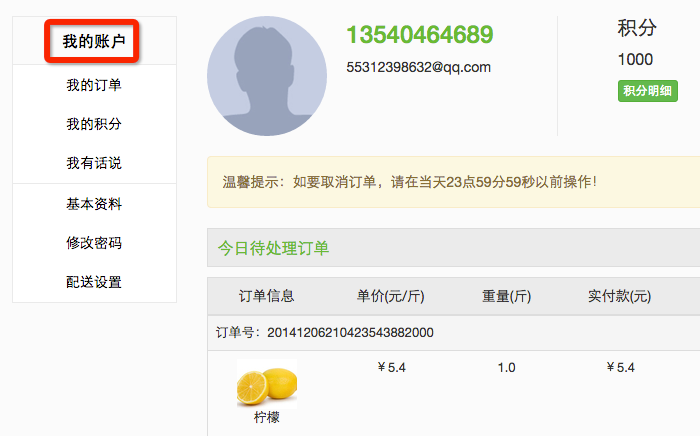 我的账户
我的订单
我的积分
我有话说
基本资料
修改密码
配送设置
13540464689
55312398632@qq.com
积分
1000
积分明细
温馨提示：如要取消订单，请在当天23点59分59秒以前操作！
今日待处理订单
订单信息 单价(元/斤) 重量(斤) 实付款(元)
订单号：20141206210423543882000
￥5.4 1.0 ￥5.4
柠檬